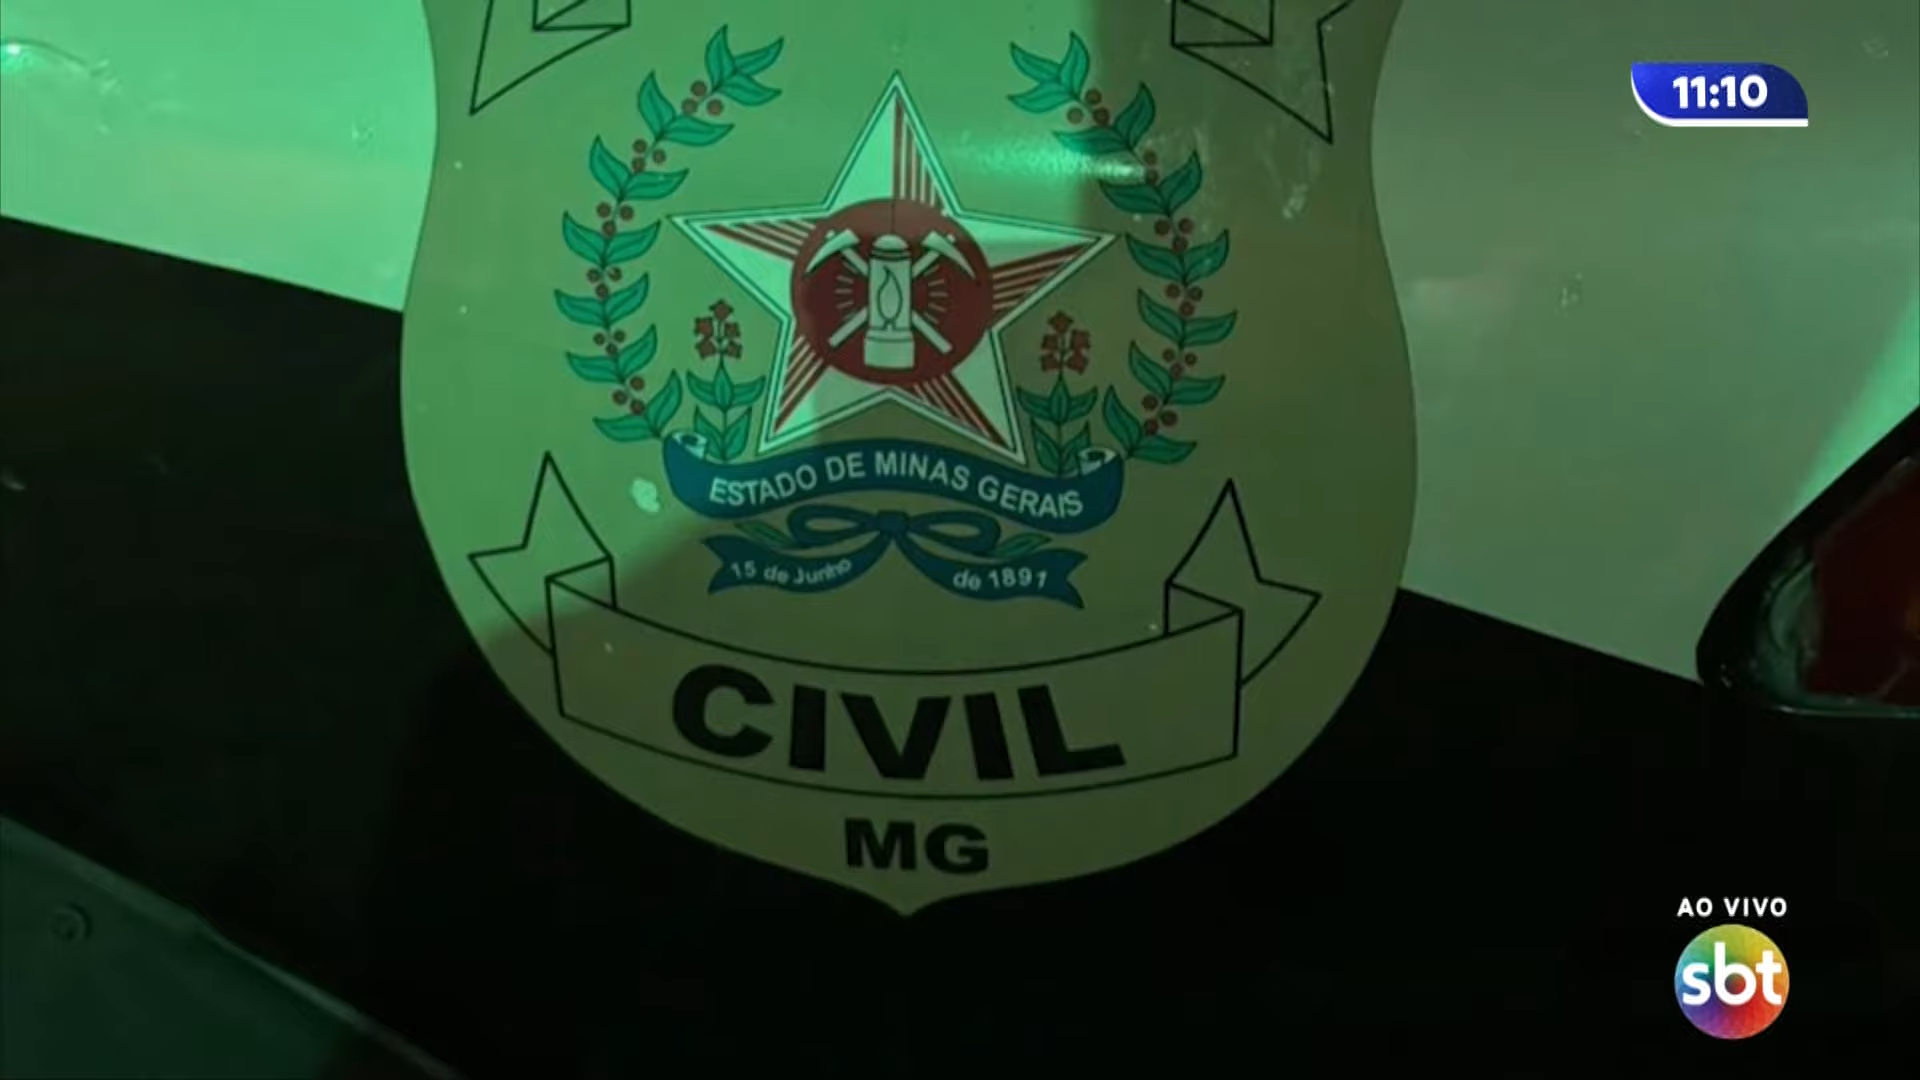 11:10
ESTADO DE MINAS GERAIS
15 de Junho de 1891
CIVIL
MG
AO VIVO
sbt